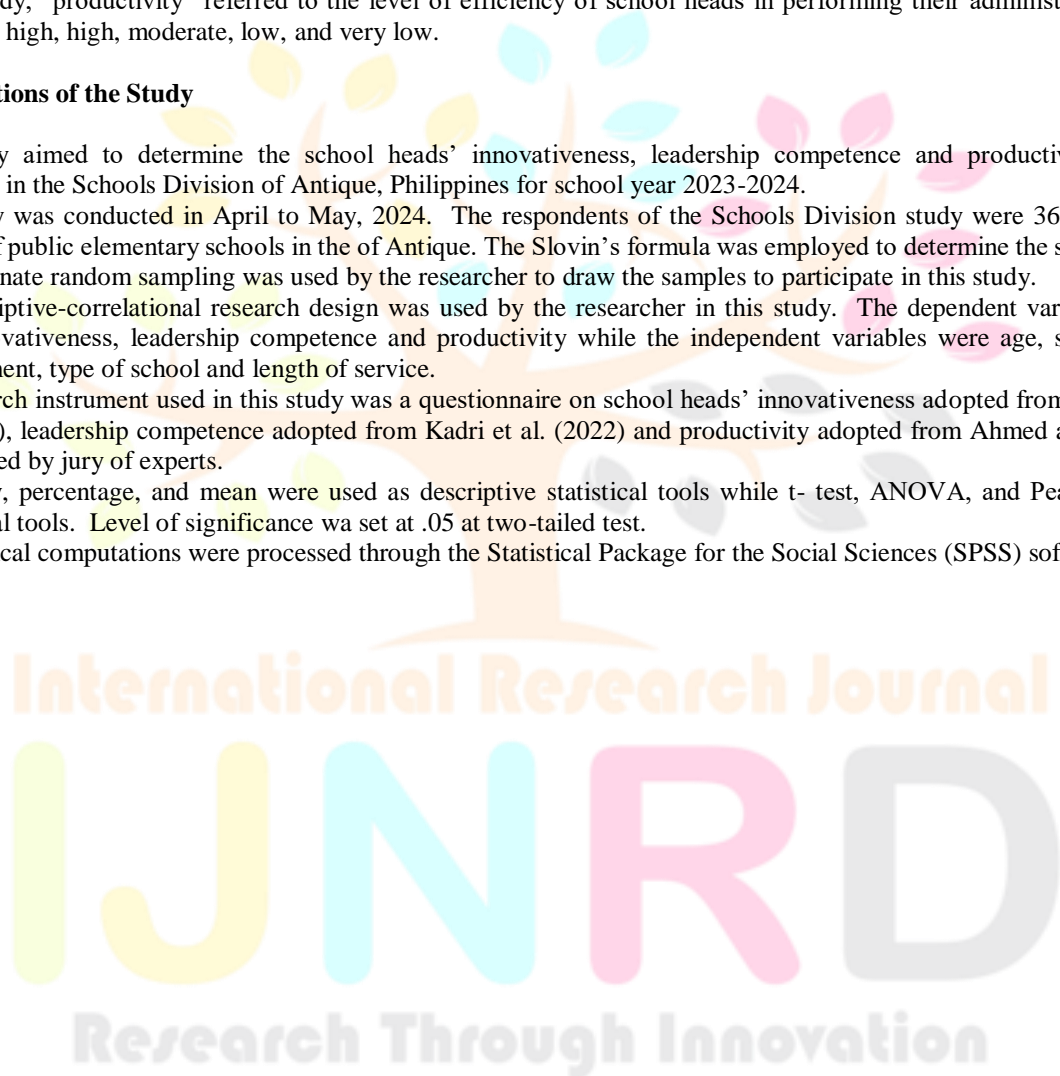 dy, "productivity" referred to the level of efficiency of school heads in performing their administ
high, high, moderate, low, and very low.
tions of the Study
y aimed to determine the school heads' innovativeness, leadership competence and productiv
in the Schools Division of Antique, Philippines for school year 2023-2024.
v was conducted in April to May, 2024. The respondents of the Schools Division study were 36
f public elementary schools in the of Antique. The Slovin's formula was employed to determine the s
nate random sampling was used by the researcher to draw the samples to participate in this study.
iptive-correlational research design was used by the researcher in this study. The dependent var
vativeness, leadership competence and productivity while the independent variables were age, s
nent, type of school and length of service.
rch instrument used in this study was a questionnaire on school heads' innovativeness adopted from
), leadership competence adopted from Kadri et al. (2022) and productivity adopted from Ahmed a
ed by jury of experts.
, percentage, and mean were used as descriptive statistical tools while t- test, ANOVA, and Pea
al tools. Level of significance wa set at .05 at two-tailed test.
ical computations were processed through the Statistical Package for the Social Sciences (SPSS) sof
International Research Journal
IJNRD
Research Through Innovation